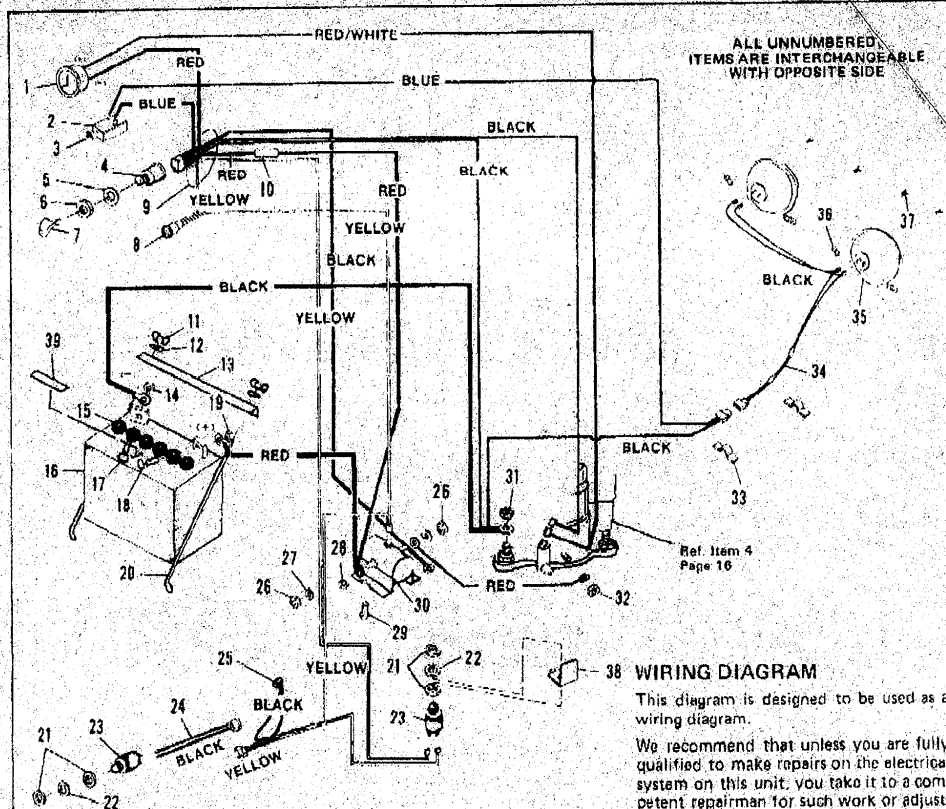 RED/WHITE
ALL UNNUMBERED
ITEMS ARE INTERCHANGEABLE
WITH OPPOSITE SIDE
RED
1
BLUE
BLUE
2
3
BLACK
4
BLACK
5
RED
10
RED
6
9
YELLOW
7
8
YELLOW
36
37
BLACK
BLACK
BLACK
35
YELLOW
11
12
39
13
34
14
(+)
19
15
RED
BLACK
16
17
18
33
31
26
Ref. Item 4
Page 16
20
28
27
26
30
RED
32
29
25
YELLOW
21
22
38
WIRING DIAGRAM
This diagram is designed to be used as a
wiring diagram.
24
BLACK
23
23
21
BLACK
YELLOW
22
We recommend that unless you are fully
qualified to make repairs on the electrica
system on this unit, you take it to a com
petent repairman for such work or adjust